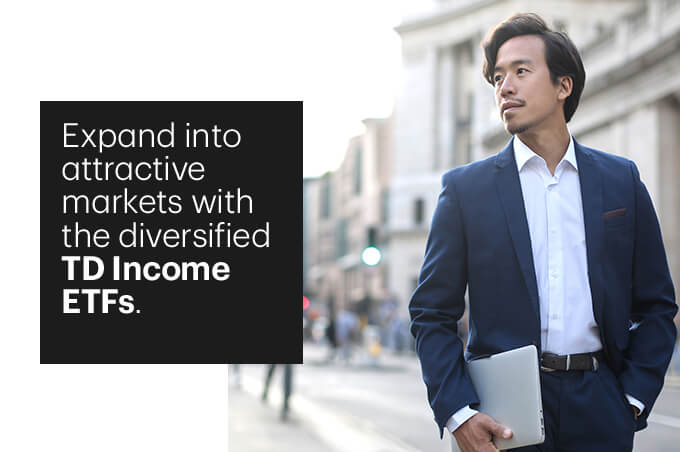 Expand into
attractive
markets with
the diversified
TD Income
ETFs.